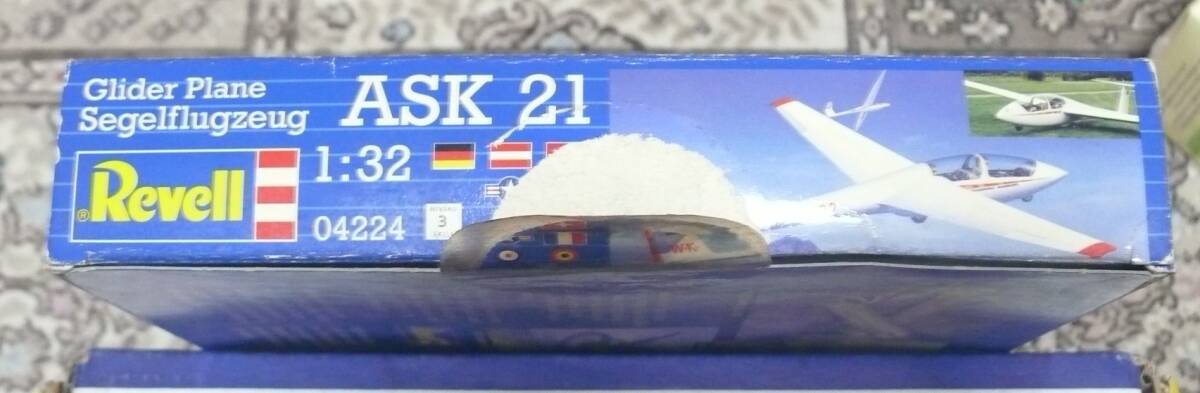 Glider Plane
Segelflugzeug
ASK 21
Revell
®
1:32
04224
3